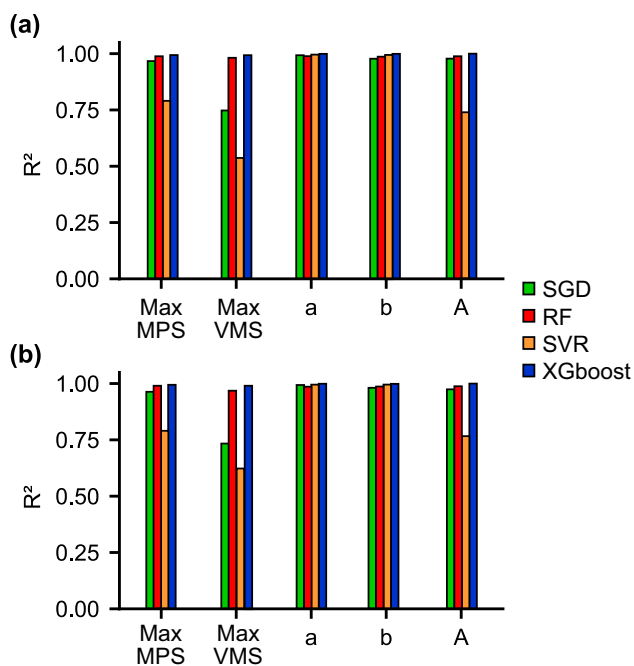 (a)
1.00
0.75
0.50
0.25
0.00
R²
Max
MPS
Max
VMS
a
b
A
SGD
RF
SVR
XGboost
(b)
1.00
0.75
0.50
0.25
0.00
R²
Max
MPS
Max
VMS
a
b
A